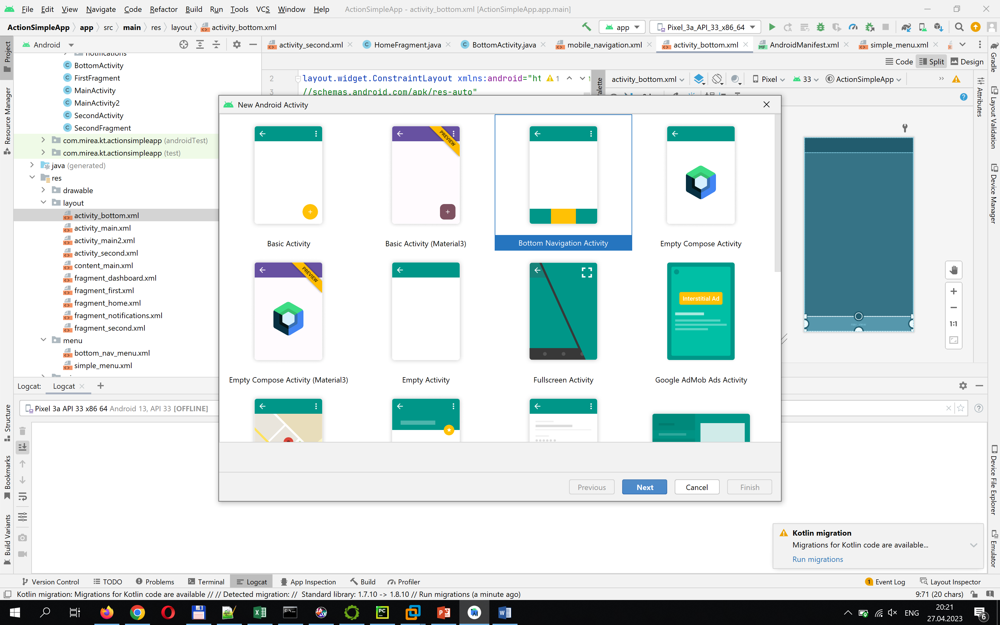 File Edit View Navigate Code Refactor Build Run Tools VCS Window Help ActionSimpleApp - activity_bottom.xml [ActionSimpleApp.app.main]
ActionSimpleApp app src main res layout activity_bottom.xml app Pixel_3a_API_33_x86_64
Project
Android
activity_second.xml HomeFragment.java BottomActivity.java mobile_navigation.xml activity_bottom.xml AndroidManifest.xml simple_menu.xml
Code Split Design
notifications
BottomActivity
FirstFragment
MainActivity
MainActivity2
SecondActivity
SecondFragment
com.mirea.kt.actionsimpleapp (androidTest)
com.mirea.kt.actionsimpleapp (test)
java (generated)
res
drawable
layout
activity_bottom.xml
activity_main.xml
activity_main2.xml
activity_second.xml
content_main.xml
fragment_dashboard.xml
fragment_first.xml
fragment_home.xml
fragment_notifications.xml
fragment_second.xml
menu
bottom_nav_menu.xml
simple_menu.xml
2 layout.widget.ConstraintLayout xmlns:android="ht 1
3 //schemas.android.com/apk/res-auto"
activity_bottom.xml Pixel 33 ActionSimpleApp
New Android Activity
PREVIEW
Basic Activity
Basic Activity (Material3)
Bottom Navigation Activity
Empty Compose Activity
PREVIEW
Interstitial Ad
Empty Compose Activity (Material3)
Empty Activity
Fullscreen Activity
Google AdMob Ads Activity
Previous Next Cancel Finish
nav_view
1:1
Resource Manager
Structure
Bookmarks
Build Variants
Gradle
Attributes
Layout Validation
Device Manager
Device File Explorer
Emulator
Logcat: Logcat
Pixel 3a API 33 x86 64 Android 13, API 33 [OFFLINE]
Kotlin migration
Migrations for Kotlin code are available...
Run migrations
Version Control TODO Problems Terminal Logcat App Inspection Build Profiler 1 Event Log Layout Inspector
Kotlin migration: Migrations for Kotlin code are available // // Detected migration: // Standard library: 1.7.10 -> 1.8.10 // Run migrations (a minute ago) 9:71 (20 chars)
ENG
20:21
27.04.2023
6